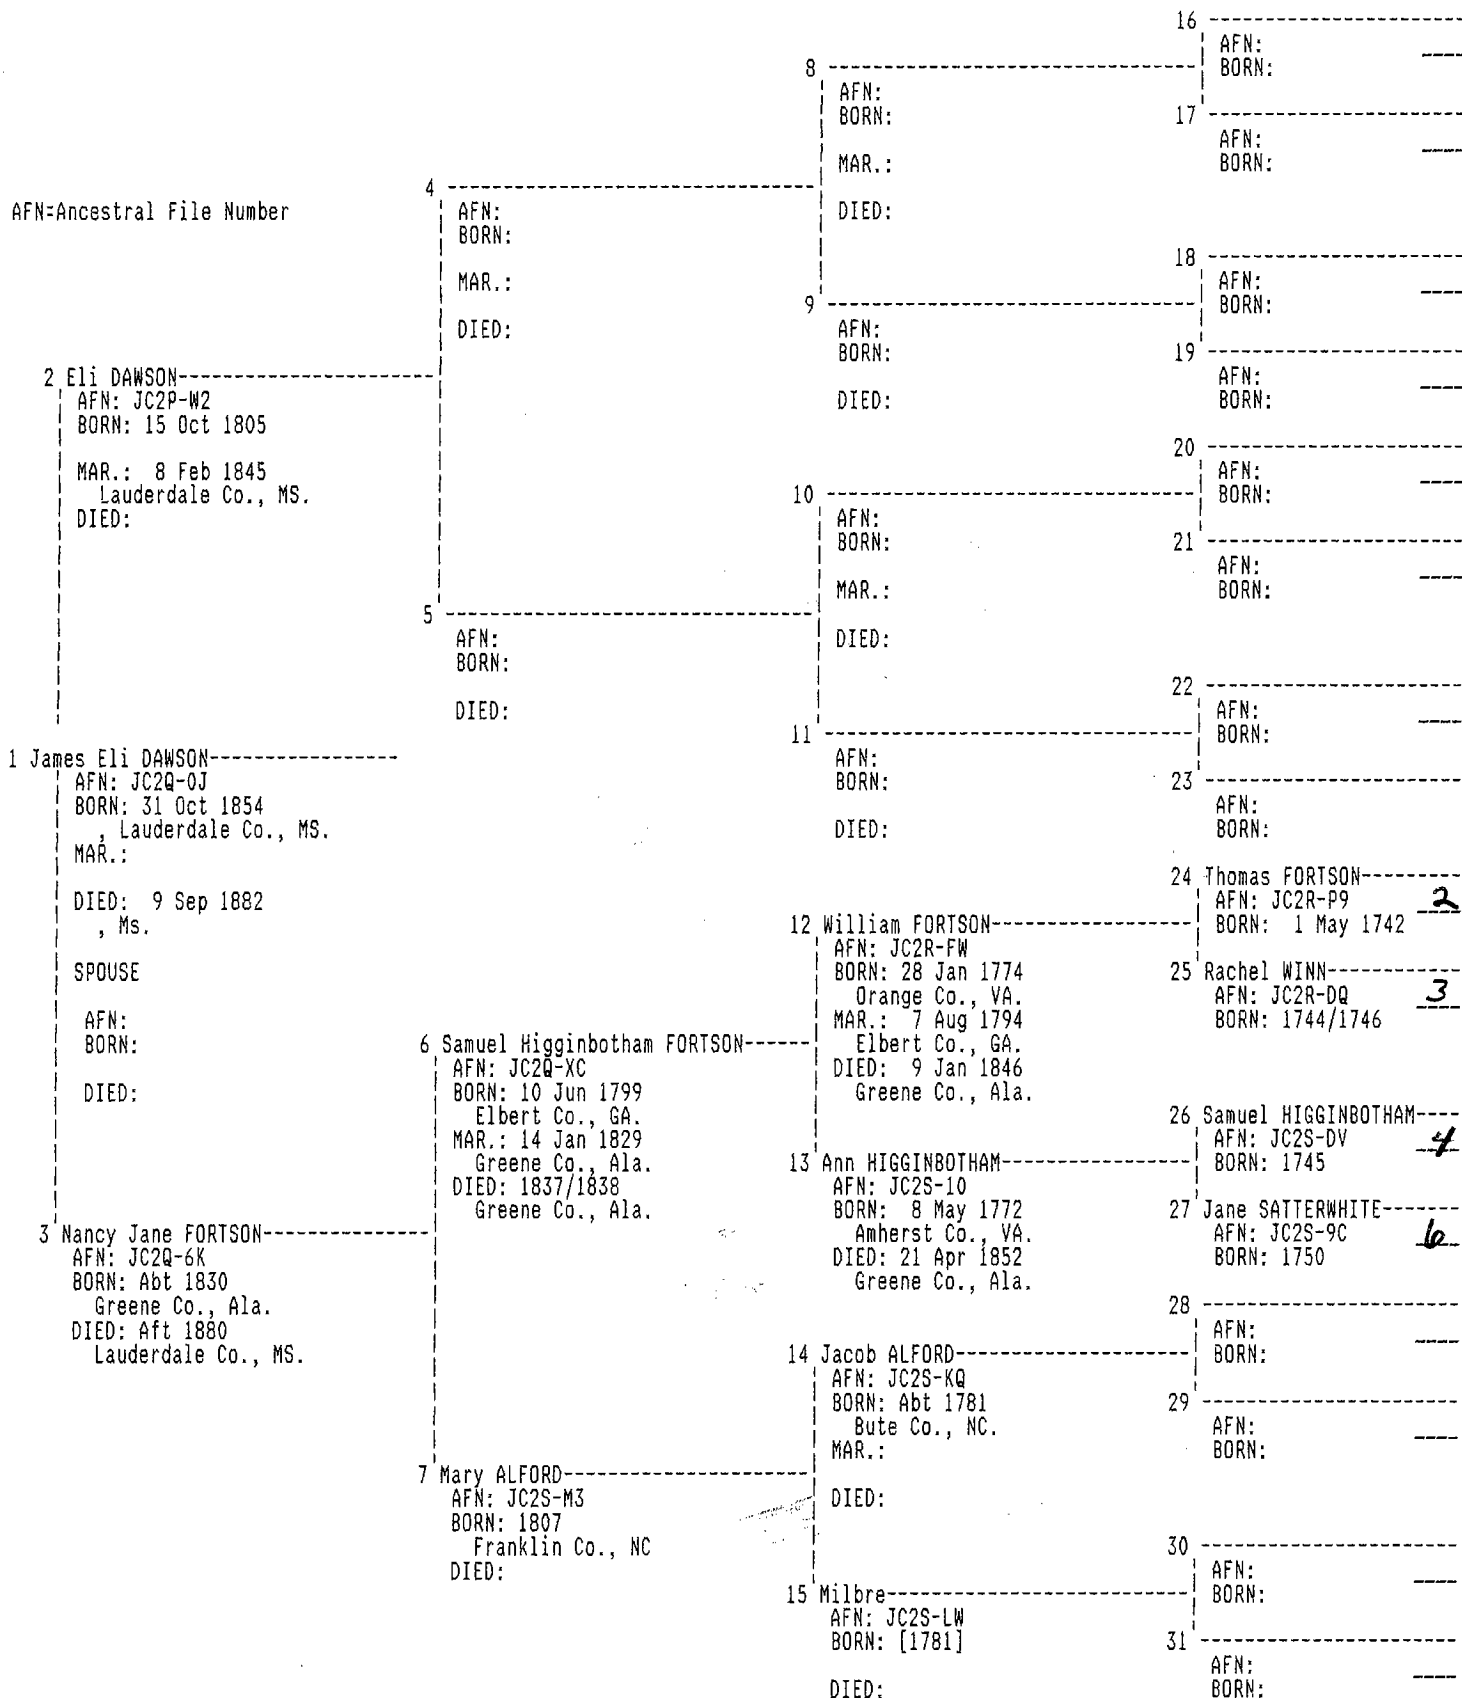 AFN=Ancestral File Number
1 James Eli DAWSON-----------------
AFN: JC2Q-0J
BORN: 31 Oct 1854
, Lauderdale Co., MS.
MAR.:
DIED: 9 Sep 1882
, Ms.
SPOUSE
AFN:
BORN:
DIED:
2 Eli DAWSON-----------------------
AFN: JC2P-W2
BORN: 15 Oct 1805
MAR.: 8 Feb 1845
Lauderdale Co., MS.
DIED:
3 Nancy Jane FORTSON---------------
AFN: JC2Q-6K
BORN: Abt 1830
Greene Co., Ala.
DIED: Aft 1880
Lauderdale Co., MS.
4 ---------------------------------
AFN:
BORN:
MAR.:
DIED:
5 ---------------------------------
AFN:
BORN:
DIED:
6 Samuel Higginbotham FORTSON------
AFN: JC2Q-XC
BORN: 10 Jun 1799
Elbert Co., GA.
MAR.: 14 Jan 1829
Greene Co., Ala.
DIED: 1837/1838
Greene Co., Ala.
7 Mary ALFORD----------------------
AFN: JC2S-M3
BORN: 1807
Franklin Co., NC
DIED:
8 ---------------------------------
AFN:
BORN:
MAR.:
DIED:
9 ---------------------------------
AFN:
BORN:
DIED:
10 ---------------------------------
AFN:
BORN:
MAR.:
DIED:
11 ---------------------------------
AFN:
BORN:
DIED:
12 William FORTSON------------------
AFN: JC2R-FW
BORN: 28 Jan 1774
Orange Co., VA.
MAR.: 7 Aug 1794
Elbert Co., GA.
DIED: 9 Jan 1846
Greene Co., Ala.
13 Ann HIGGINBOTHAM-----------------
AFN: JC2S-10
BORN: 8 May 1772
Amherst Co., VA.
DIED: 21 Apr 1852
Greene Co., Ala.
14 Jacob ALFORD---------------------
AFN: JC2S-KQ
BORN: Abt 1781
Bute Co., NC.
MAR.:
DIED:
15 Milbre---------------------------
AFN: JC2S-LW
BORN: [1781]
DIED:
16 -----------------------
AFN: ----
BORN:
17 -----------------------
AFN: ----
BORN:
18 -----------------------
AFN: ----
BORN:
19 -----------------------
AFN: ----
BORN:
20 -----------------------
AFN: ----
BORN:
21 -----------------------
AFN: ----
BORN:
22 -----------------------
AFN: ----
BORN:
23 -----------------------
AFN:
BORN:
24 Thomas FORTSON---------
AFN: JC2R-P9 2
BORN: 1 May 1742
25 Rachel WINN------------
AFN: JC2R-DQ 3
BORN: 1744/1746
26 Samuel HIGGINBOTHAM----
AFN: JC2S-DV 4
BORN: 1745
27 Jane SATTERWHITE-------
AFN: JC2S-9C 6
BORN: 1750
28 -----------------------
AFN: ----
BORN:
29 -----------------------
AFN: ----
BORN:
30 -----------------------
AFN: ----
BORN:
31 -----------------------
AFN: ----
BORN: